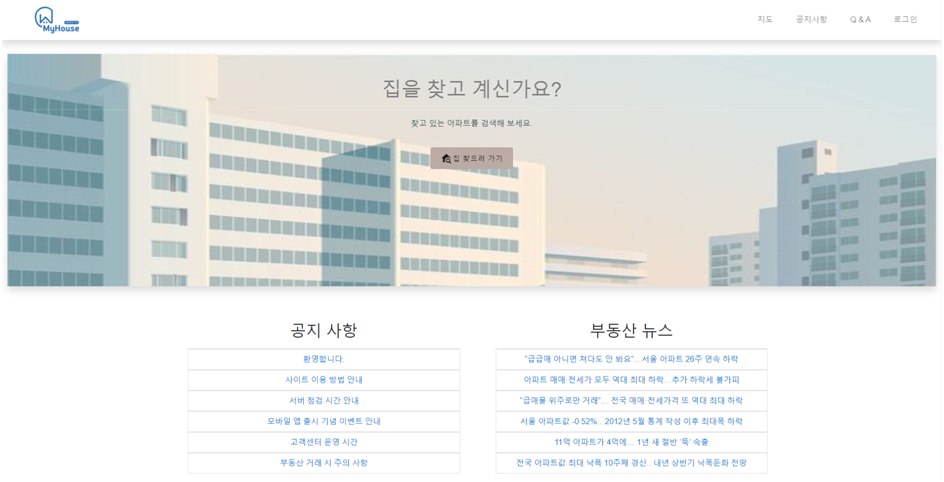 MyHouse
지도 공지사항 Q & A 로그인
집을 찾고 계신가요?
찾고 있는 아파트를 검색해 보세요.
집 찾으러 가기
공지 사항
환영합니다.
사이트 이용 방법 안내
서버 점검 시간 안내
모바일 앱 출시 기념 이벤트 안내
고객센터 운영 시간
부동산 거래 시 주의 사항
부동산 뉴스
"급급매 아니면 쳐다도 안 봐요"...서울 아파트 26주 연속 하락
아파트 매매·전세가 모두 역대 최대 하락...추가 하락세 불가피
"급매물 위주로만 거래"... 전국 매매·전세가격 또 역대 최대 하락
서울 아파트값 -0.52%...2012년 5월 통계 작성 이후 최대폭 하락
11억 아파트가 4억에... 1년 새 절반 '뚝' 속출
전국 아파트값 최대 낙폭 10주째 경신...내년 상반기 낙폭둔화 전망